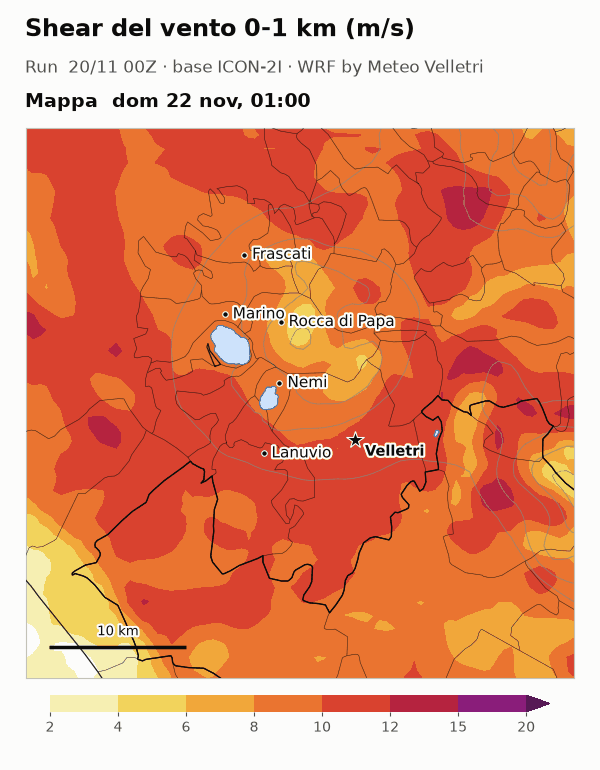 Shear del vento 0-1 km (m/s)
Run  20/11 00Z · base ICON-2I · WRF by Meteo Velletri
Mappa  dom 22 nov, 01:00
Frascati
Marino
Rocca di Papa
Nemi
Velletri
Lanuvio
10 km
2 4 6 8 10 12 15 20